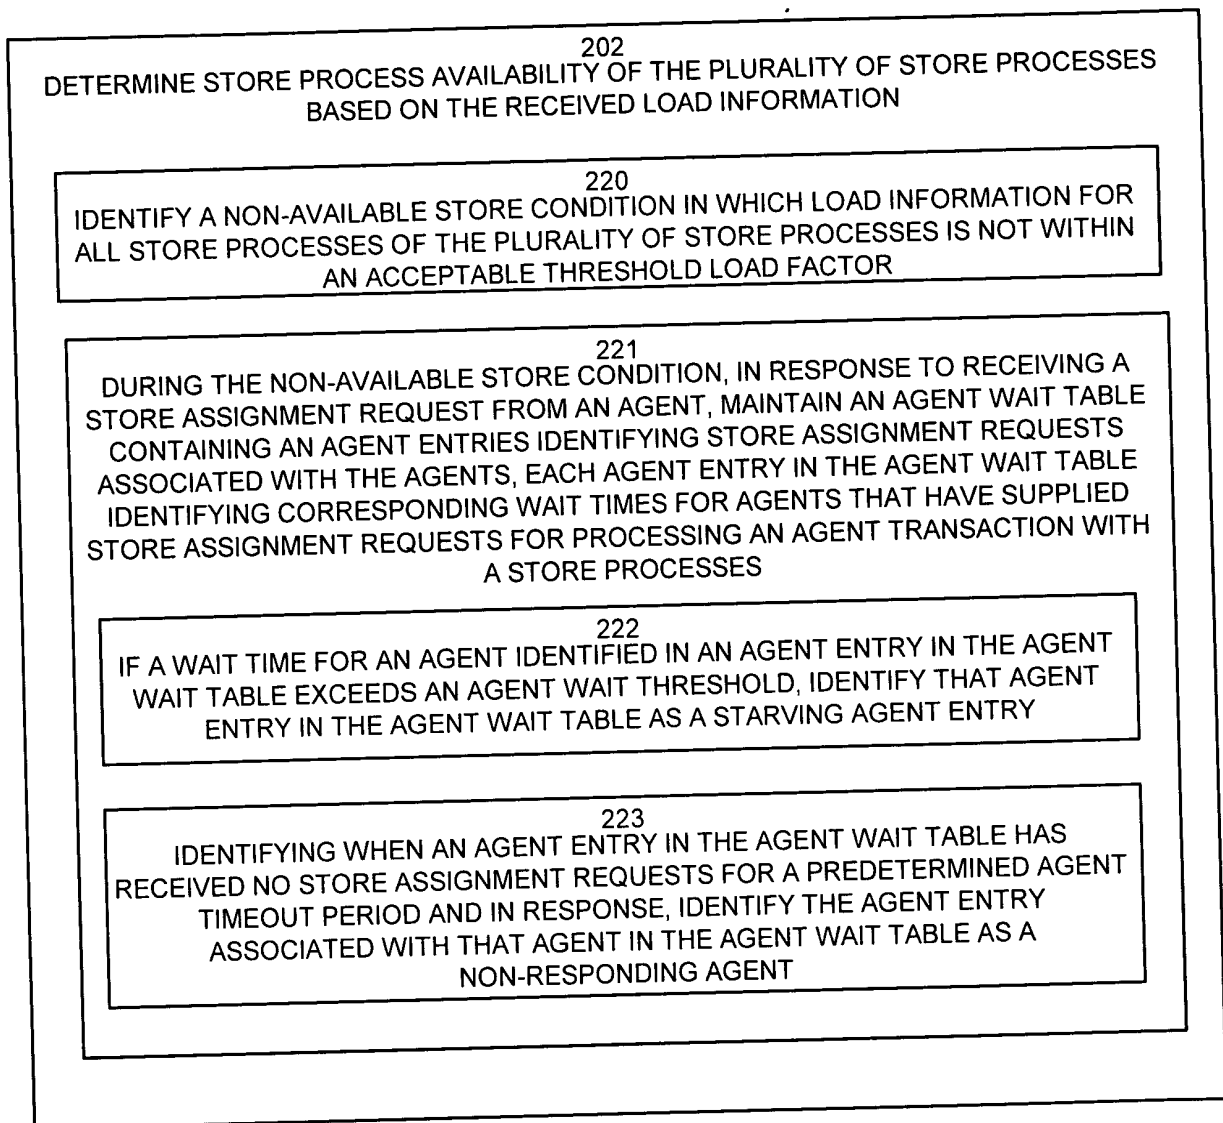 202
DETERMINE STORE PROCESS AVAILABILITY OF THE PLURALITY OF STORE PROCESSES
BASED ON THE RECEIVED LOAD INFORMATION
220
IDENTIFY A NON-AVAILABLE STORE CONDITION IN WHICH LOAD INFORMATION FOR
ALL STORE PROCESSES OF THE PLURALITY OF STORE PROCESSES IS NOT WITHIN
AN ACCEPTABLE THRESHOLD LOAD FACTOR
221
DURING THE NON-AVAILABLE STORE CONDITION, IN RESPONSE TO RECEIVING A
STORE ASSIGNMENT REQUEST FROM AN AGENT, MAINTAIN AN AGENT WAIT TABLE
CONTAINING AN AGENT ENTRIES IDENTIFYING STORE ASSIGNMENT REQUESTS
ASSOCIATED WITH THE AGENTS, EACH AGENT ENTRY IN THE AGENT WAIT TABLE
IDENTIFYING CORRESPONDING WAIT TIMES FOR AGENTS THAT HAVE SUPPLIED
STORE ASSIGNMENT REQUESTS FOR PROCESSING AN AGENT TRANSACTION WITH
A STORE PROCESSES
222
IF A WAIT TIME FOR AN AGENT IDENTIFIED IN AN AGENT ENTRY IN THE AGENT
WAIT TABLE EXCEEDS AN AGENT WAIT THRESHOLD, IDENTIFY THAT AGENT
ENTRY IN THE AGENT WAIT TABLE AS A STARVING AGENT ENTRY
223
IDENTIFYING WHEN AN AGENT ENTRY IN THE AGENT WAIT TABLE HAS
RECEIVED NO STORE ASSIGNMENT REQUESTS FOR A PREDETERMINED AGENT
TIMEOUT PERIOD AND IN RESPONSE, IDENTIFY THE AGENT ENTRY
ASSOCIATED WITH THAT AGENT IN THE AGENT WAIT TABLE AS A
NON-RESPONDING AGENT